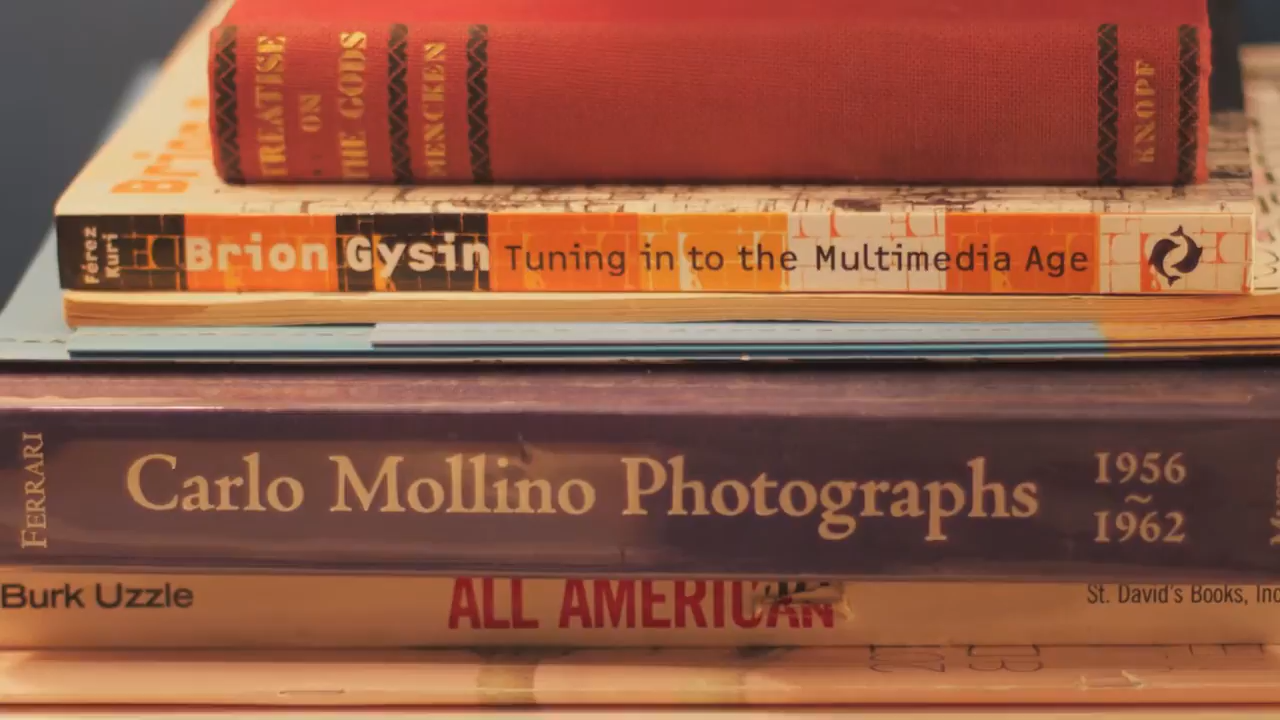 TREATISE
ON
THE GODS
MENCKEN
KNOPF
Férez
Kuri
Brion Gysin Tuning in to the Multimedia Age
FERRARI
Carlo Mollino Photographs
1956
~
1962
Burk Uzzle
ALL AMERICAN
St. David's Books, Inc